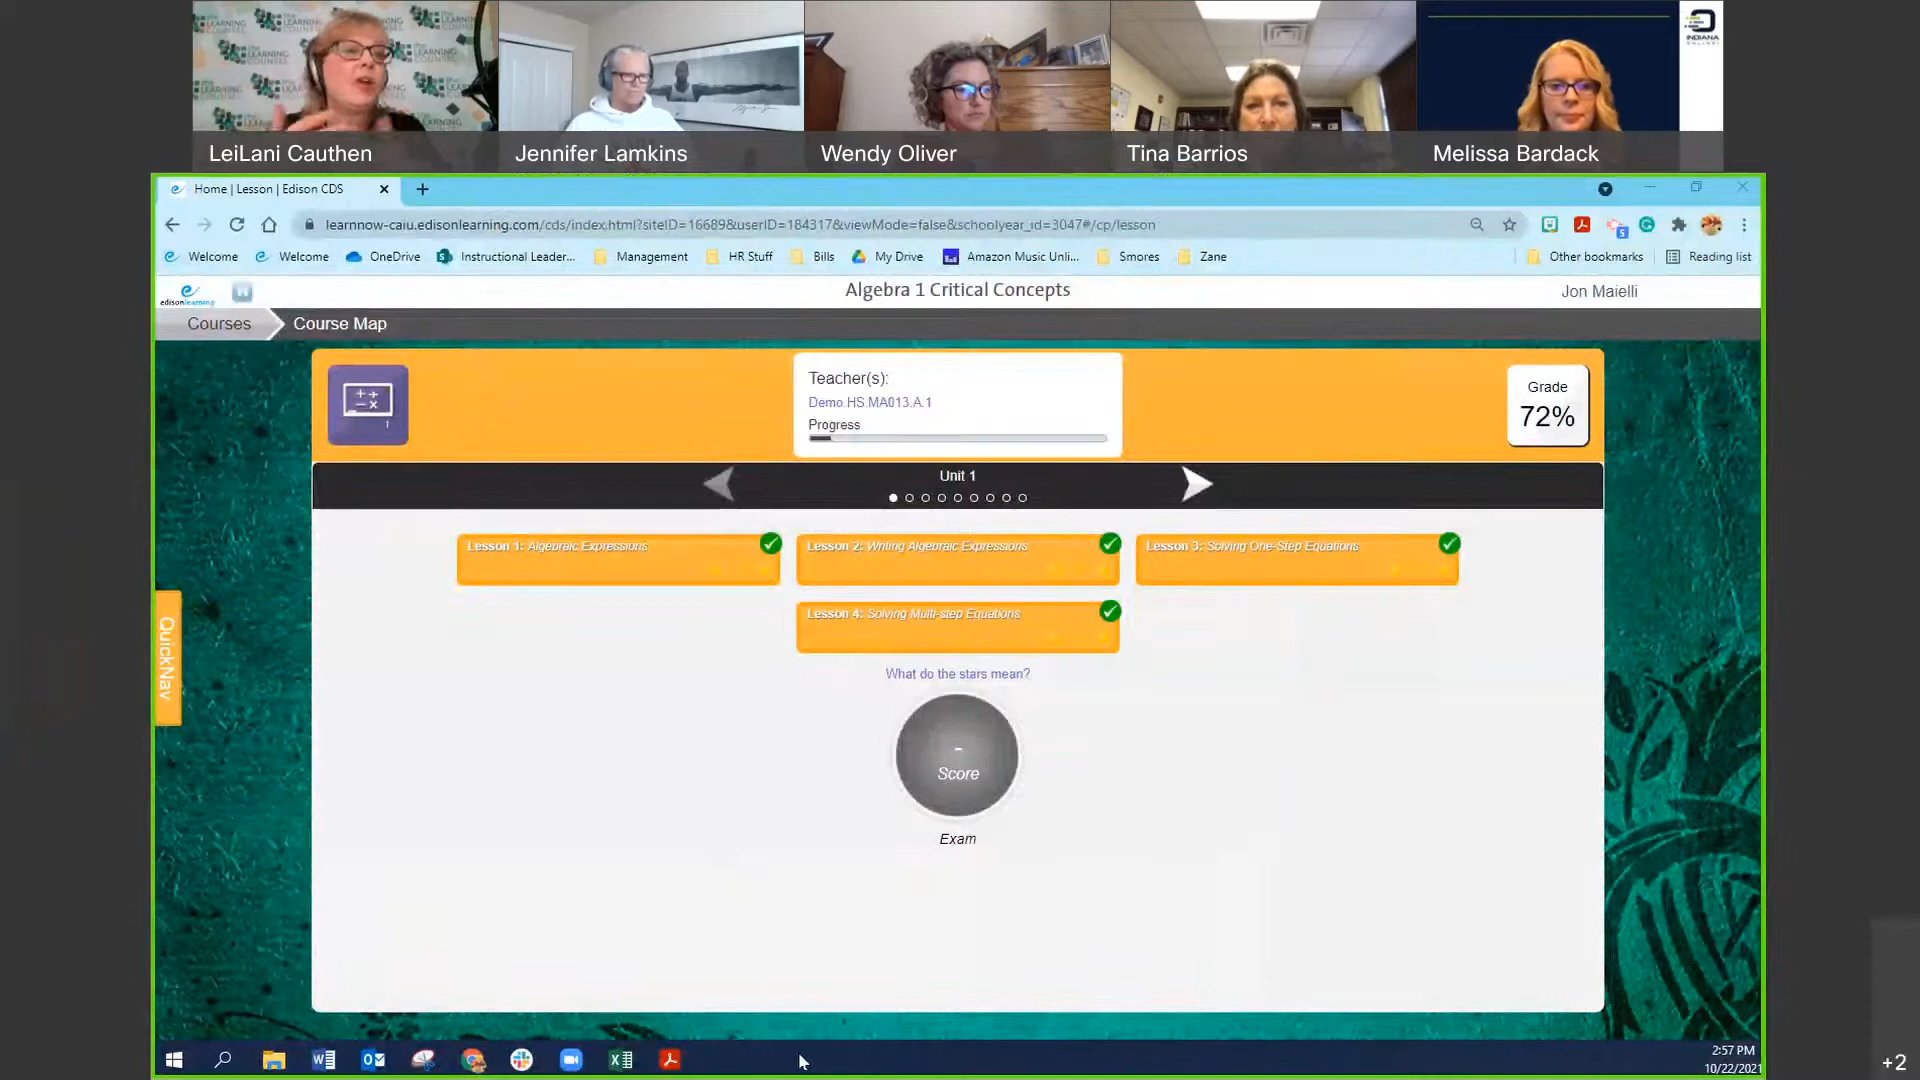 LeiLani Cauthen
Jennifer Lamkins
Wendy Oliver
Tina Barrios
Melissa Bardack
Home | Lesson | Edison CDS
learnnow-caiu.edisonlearning.com/cds/index.html?siteID=16689&userID=184317&viewMode=false&schoolyear_id=3047#/cp/lesson
Welcome
Welcome
OneDrive
Instructional Leader...
Management
HR Stuff
Bills
My Drive
Amazon Music Unli...
Smores
Zane
Other bookmarks
Reading list
edisonlearning
Algebra 1 Critical Concepts
Jon Maielli
Courses
Course Map
Teacher(s):
Demo.HS.MA013.A.1
Progress
Grade
72%
Unit 1
Lesson 1: Algebraic Expressions
Lesson 2: Writing Algebraic Expressions
Lesson 3: Solving One-Step Equations
Lesson 4: Solving Multi-step Equations
What do the stars mean?
-
Score
Exam
QuickNav
2:57 PM
10/22/2021
+2